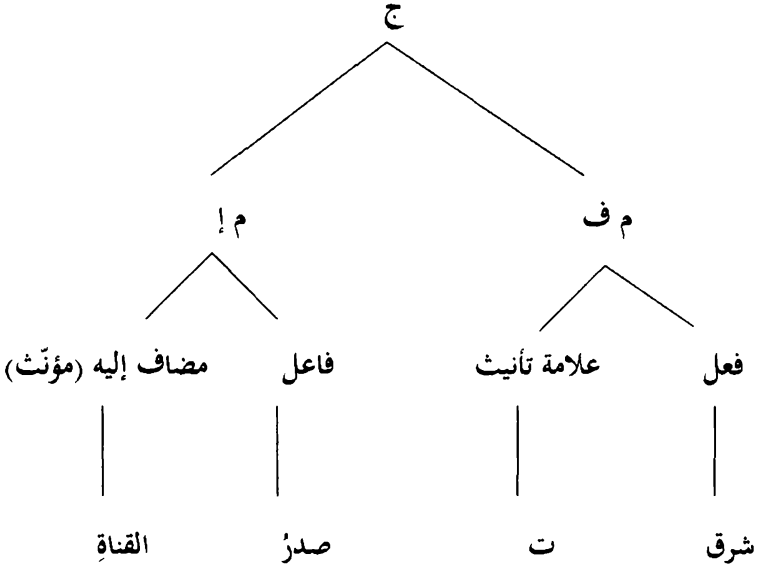 ج
م ف م إ
فعل علامة تأنيث فاعل مضاف إليه (مؤنّث)
شرق ت صدرُ القناةِ